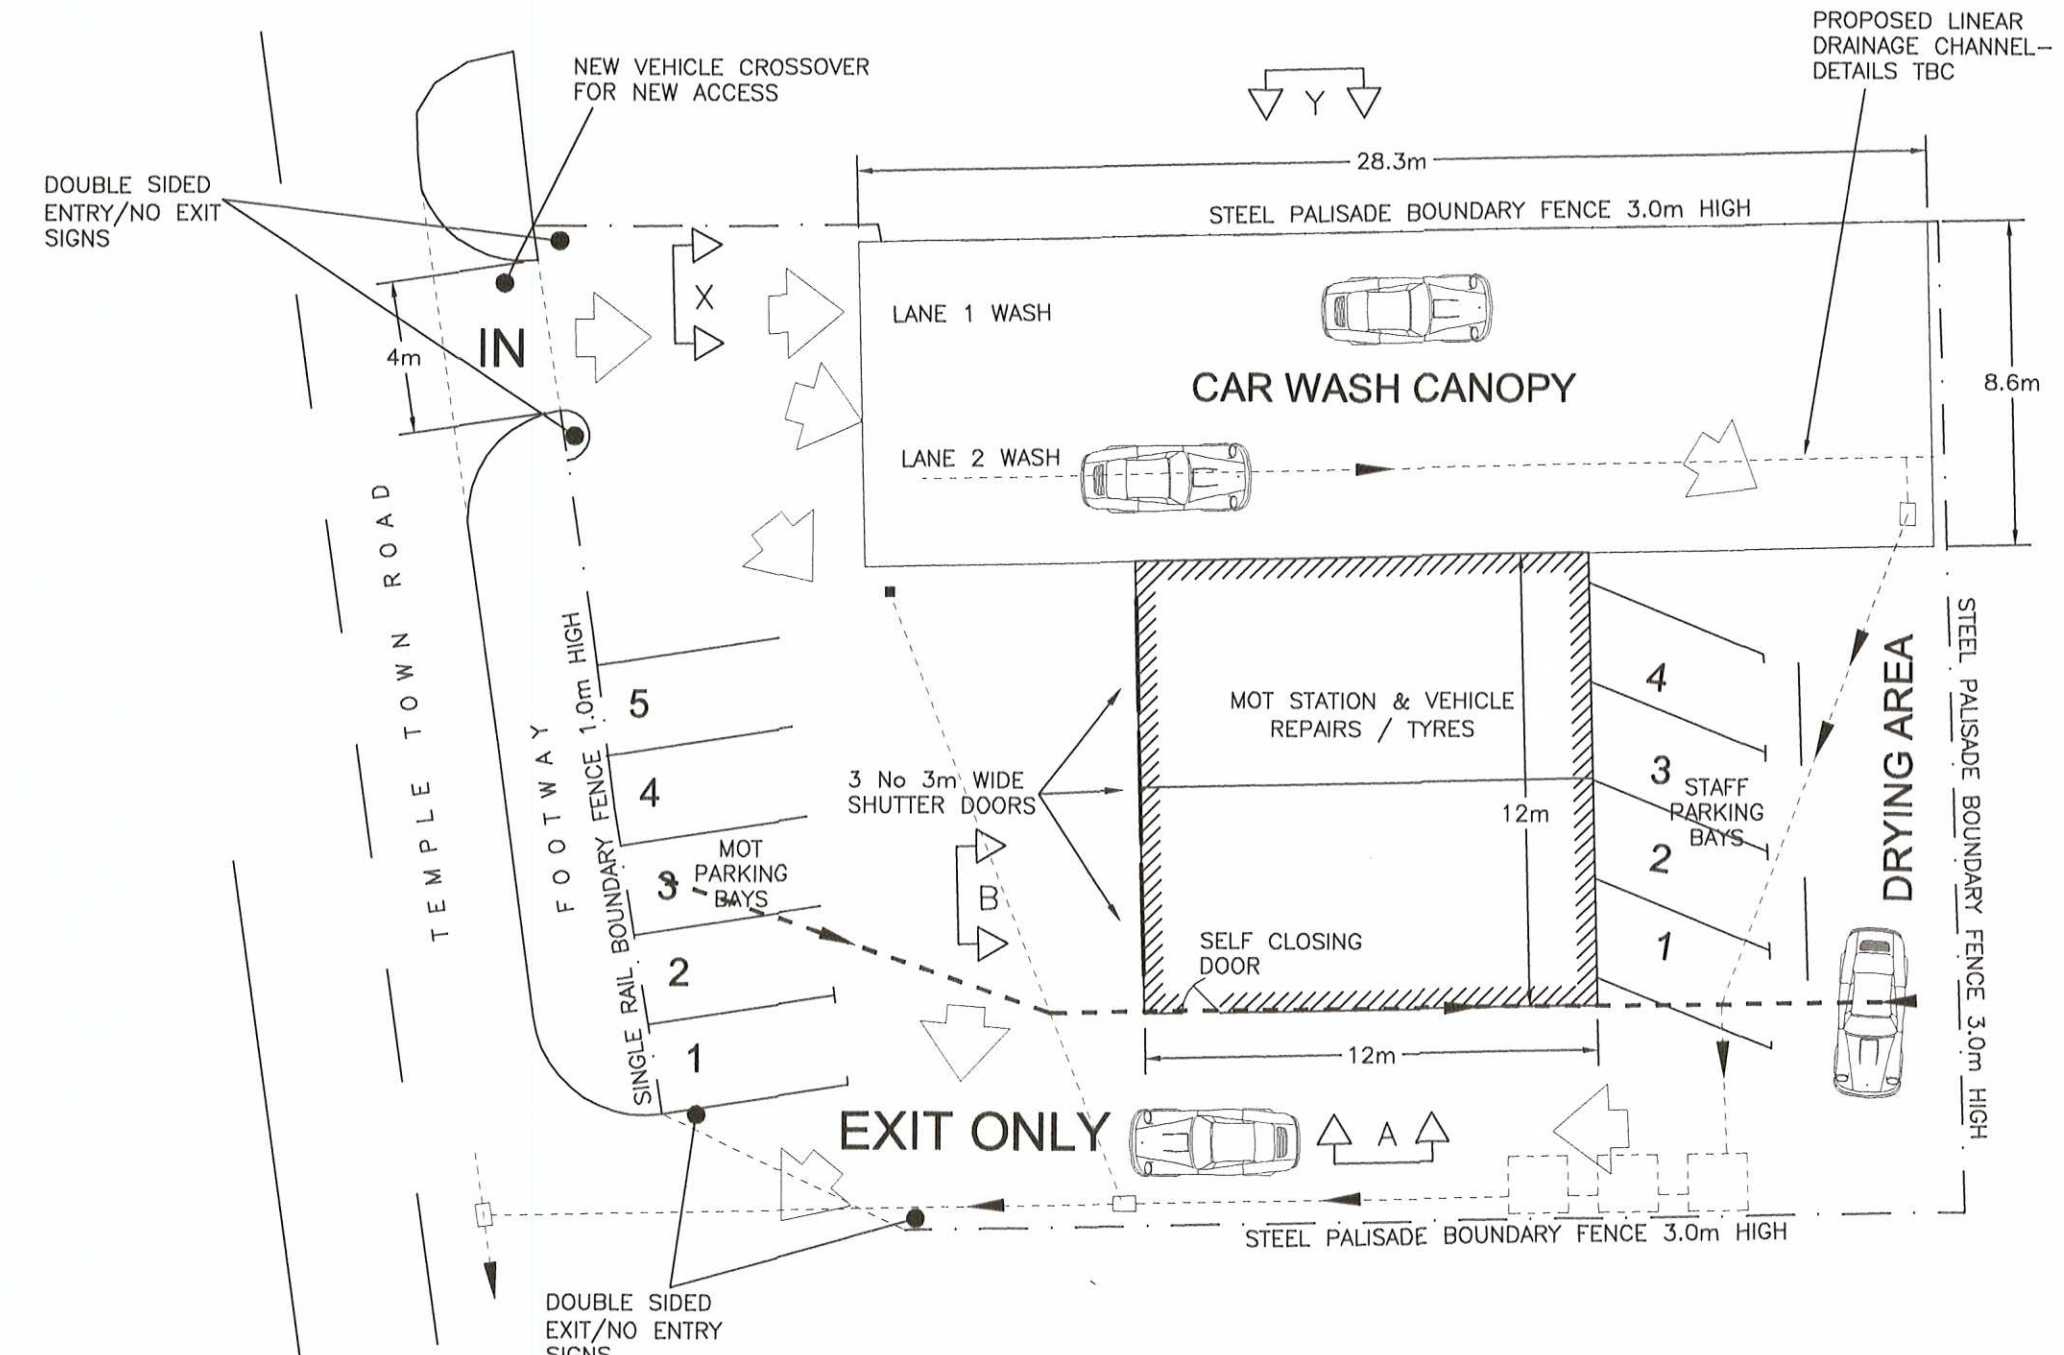 PROPOSED LINEAR
DRAINAGE CHANNEL-
DETAILS TBC
NEW VEHICLE CROSSOVER
FOR NEW ACCESS
Y
28.3m
DOUBLE SIDED
ENTRY/NO EXIT
SIGNS
STEEL PALISADE BOUNDARY FENCE 3.0m HIGH
X
LANE 1 WASH
IN
4m
CAR WASH CANOPY
8.6m
LANE 2 WASH
TEMPLE TOWN ROAD
FOOTWAY
SINGLE RAIL BOUNDARY FENCE 1.0m HIGH
5
4
3
2
1
MOT
PARKING
BAYS
3 No 3m WIDE
SHUTTER DOORS
B
MOT STATION & VEHICLE
REPAIRS / TYRES
12m
SELF CLOSING
DOOR
12m
4
3
2
1
STAFF
PARKING
BAYS
DRYING AREA
STEEL PALISADE BOUNDARY FENCE 3.0m HIGH
EXIT ONLY
A
STEEL PALISADE BOUNDARY FENCE 3.0m HIGH
DOUBLE SIDED
EXIT/NO ENTRY
SIGNS